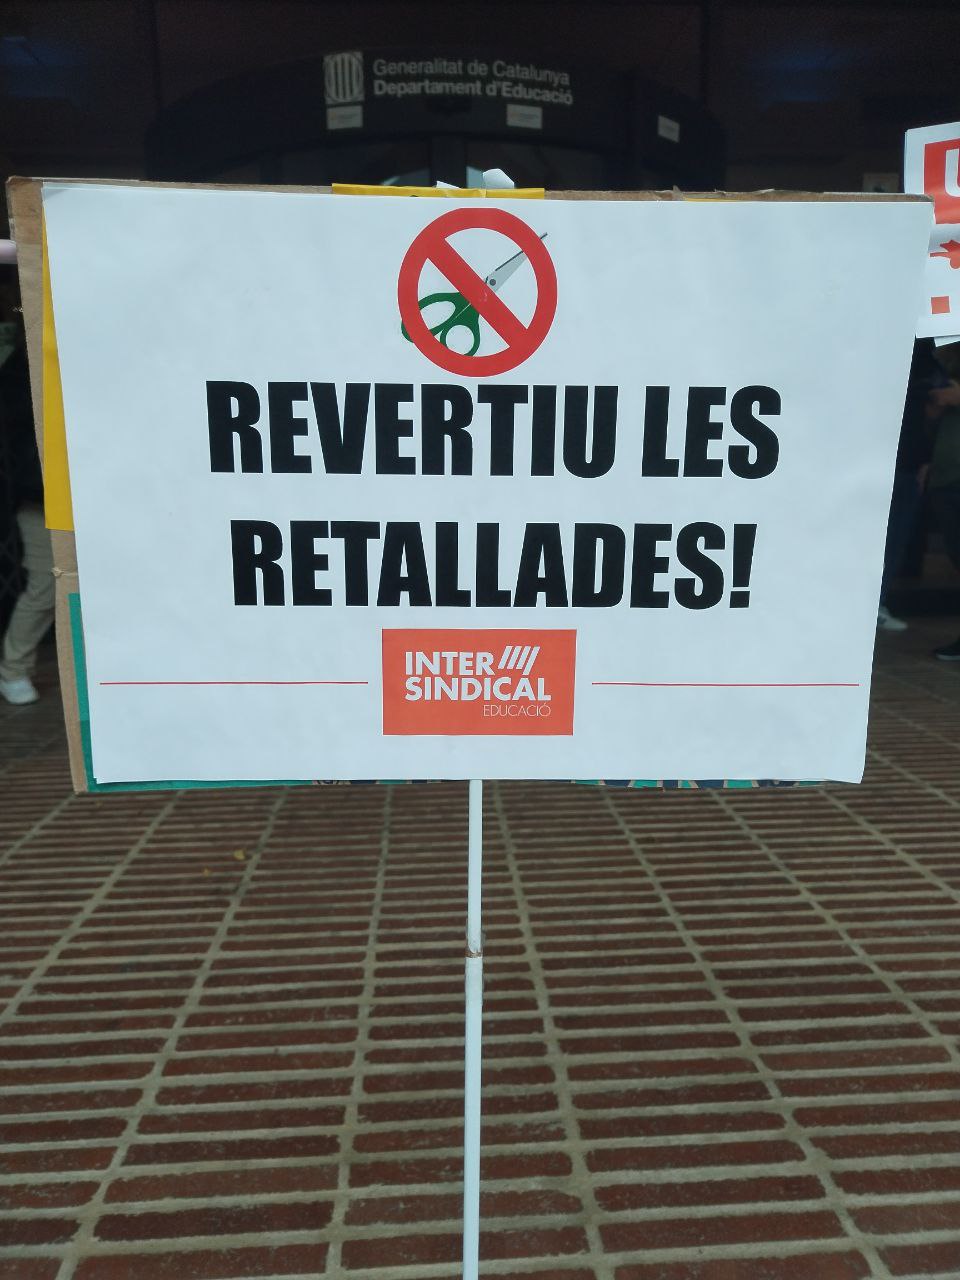 Generalitat de Catalunya
Departament d'Educació
REVERTIU LES
RETALLADES!
INTER
SINDICAL
EDUCACIÓ